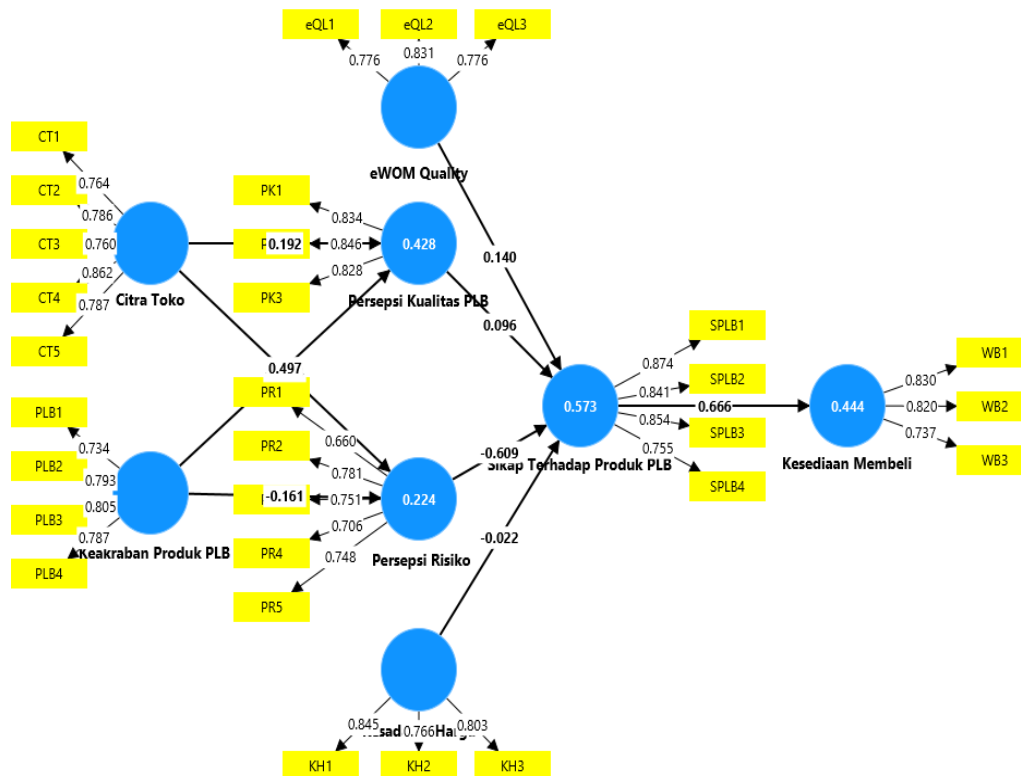 eQL1
eQL2
eQL3
0.776
0.831
0.776
eWOM Quality
CT1
CT2
CT3
CT4
CT5
0.764
0.786
0.760
0.862
0.787
Citra Toko
PK1
PK3
0.834
0.846
0.828
0.192
0.428
Persepsi Kualitas PLB
0.140
0.096
0.497
PLB1
PLB2
PLB3
PLB4
0.734
0.793
0.805
0.787
Keakraban Produk PLB
PR1
PR2
PR4
PR5
0.660
0.781
0.751
0.706
0.748
-0.161
0.224
Persepsi Risiko
-0.609
-0.022
0.573
Sikap Terhadap Produk PLB
SPLB1
SPLB2
SPLB3
SPLB4
0.874
0.841
0.854
0.755
0.666
0.444
Kesediaan Membeli
WB1
WB2
WB3
0.830
0.820
0.737
0.845
0.766
0.803
KH1
KH2
KH3